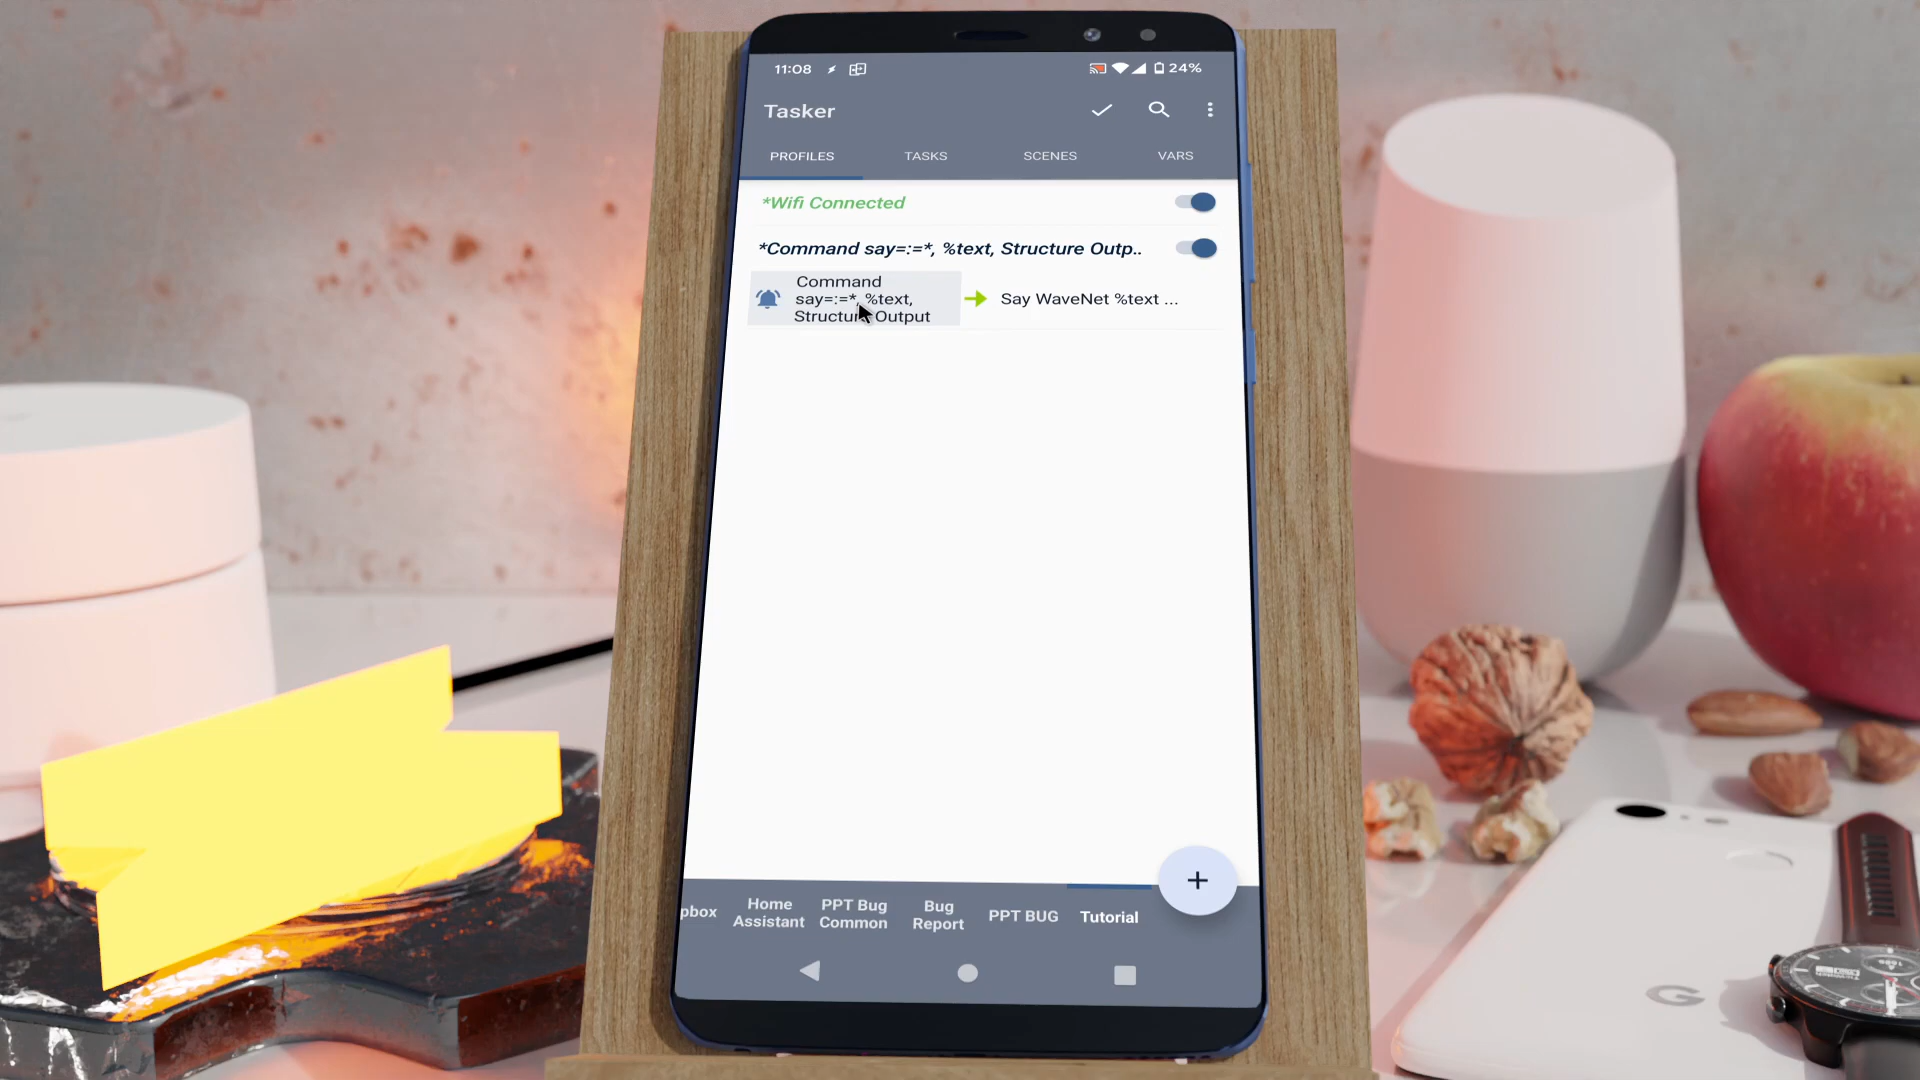 11:08
24%
Tasker
PROFILES TASKS SCENES VARS
*Wifi Connected
*Command say=:=*, %text, Structure Outp..
Command
say=:=*, %text,
Structure Output
Say WaveNet %text ...
pbox
Home
Assistant
PPT Bug
Common
Bug
Report
PPT BUG
Tutorial
+
G